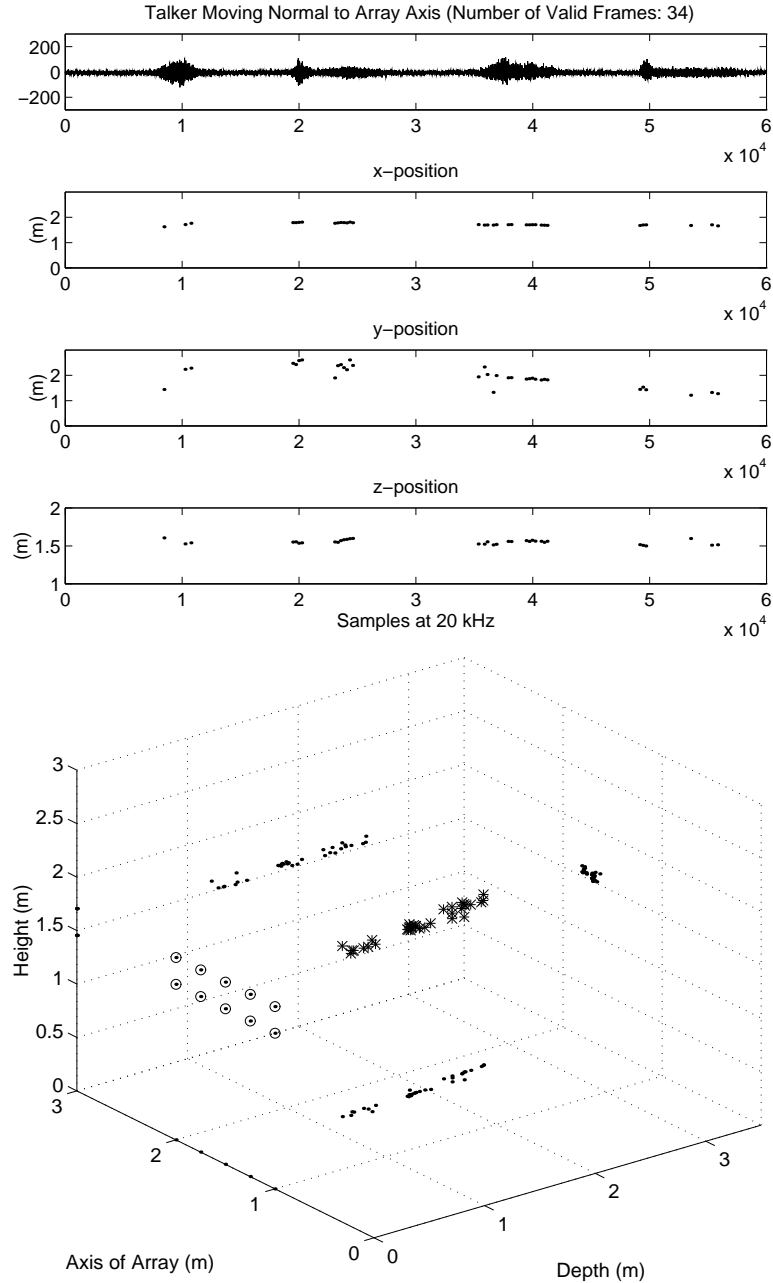 Talker Moving Normal to Array Axis (Number of Valid Frames: 34)
200
0
−200
0 1 2 3 4 5 6
x 10^4
x−position
2
1
0
(m)
0 1 2 3 4 5 6
x 10^4
y−position
2
1
0
(m)
0 1 2 3 4 5 6
x 10^4
z−position
2
1.5
1
(m)
0 1 2 3 4 5 6
Samples at 20 kHz
x 10^4
3
2.5
2
1.5
1
0.5
0
Height (m)
3
2
1
0
Axis of Array (m)
0
1
2
3
Depth (m)